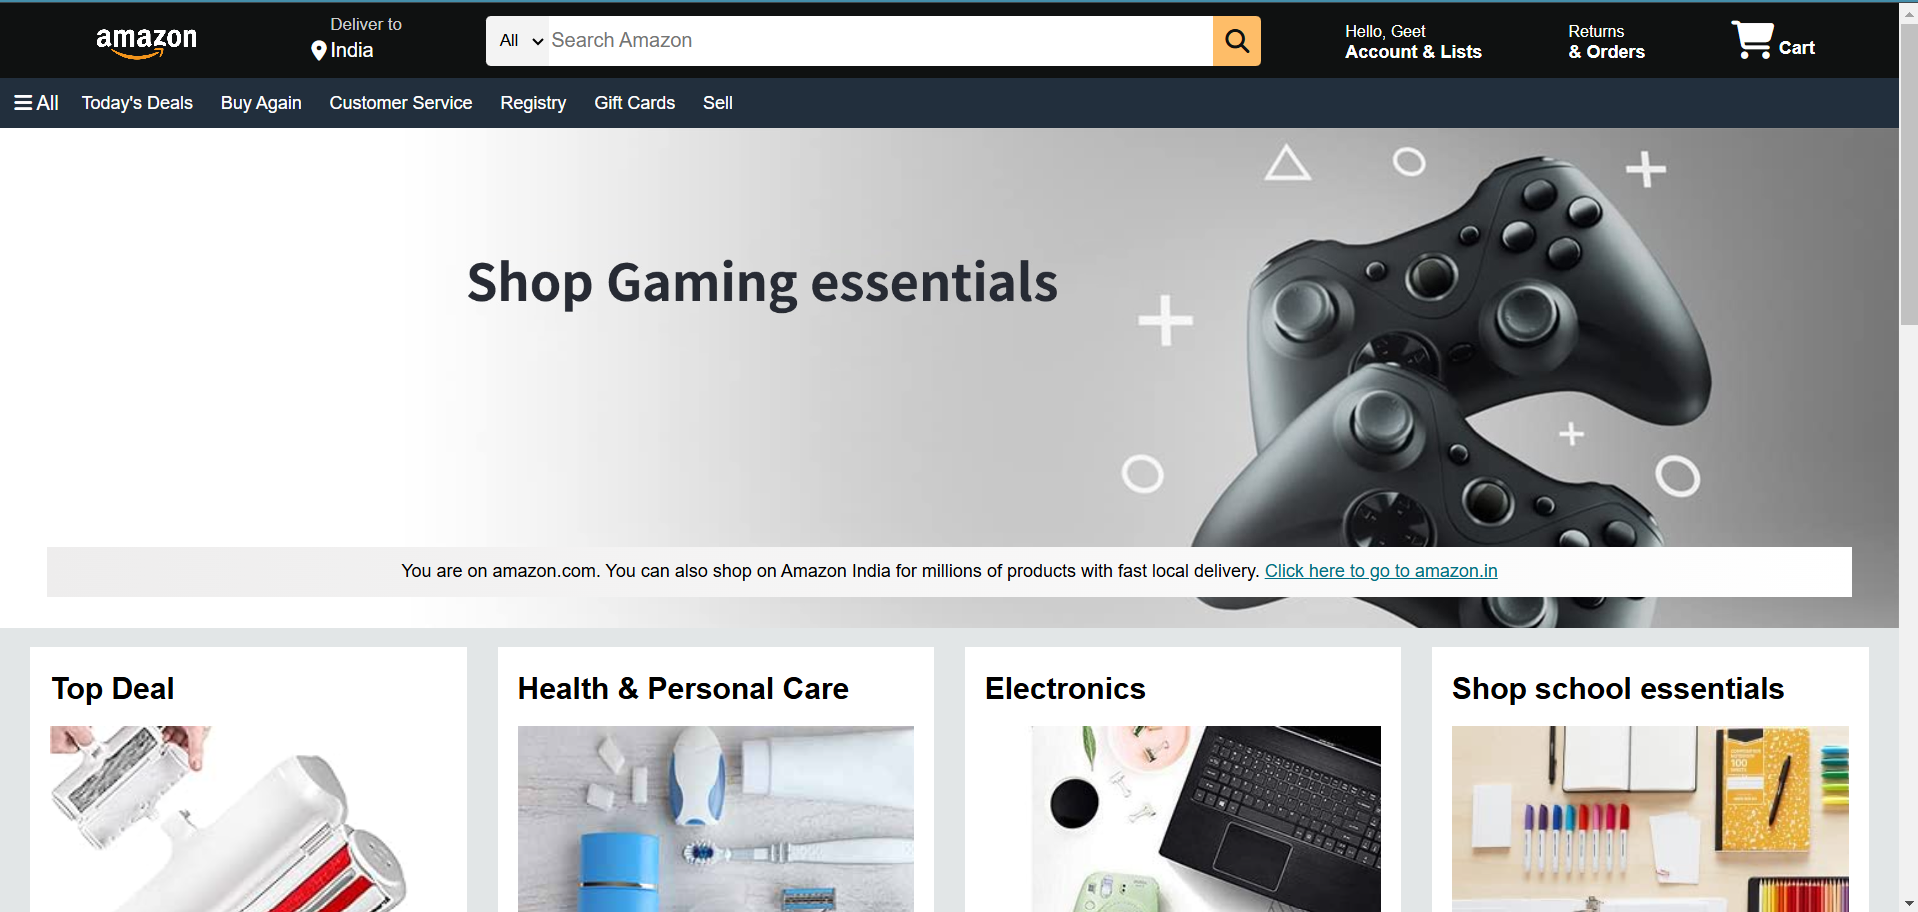 amazon
Deliver to
India
All
Search Amazon
Hello, Geet
Account & Lists
Returns
& Orders
Cart
All
Today's Deals
Buy Again
Customer Service
Registry
Gift Cards
Sell
Shop Gaming essentials
You are on amazon.com. You can also shop on Amazon India for millions of products with fast local delivery. Click here to go to amazon.in
Top Deal
Health & Personal Care
Electronics
Shop school essentials
100